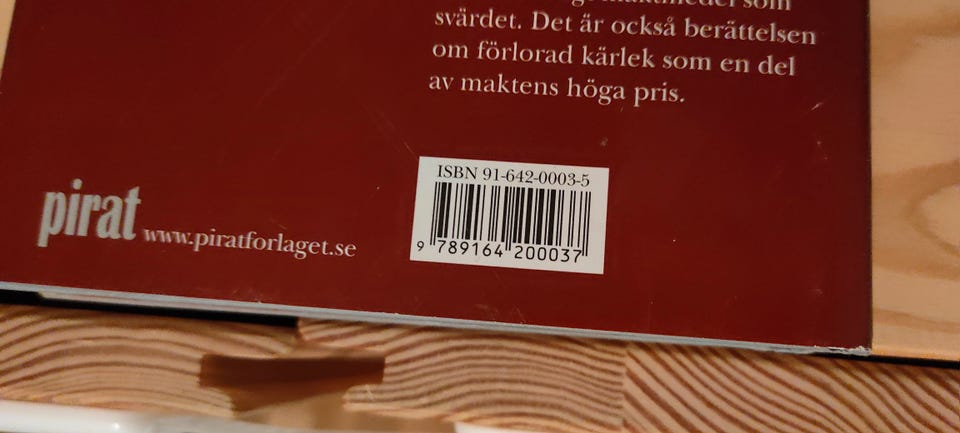 som
svärdet. Det är också berättelsen
om förlorad kärlek som en del
av maktens höga pris.
ISBN 91-642-0003-5
9 789164 200037
pirat www.piratforlaget.se